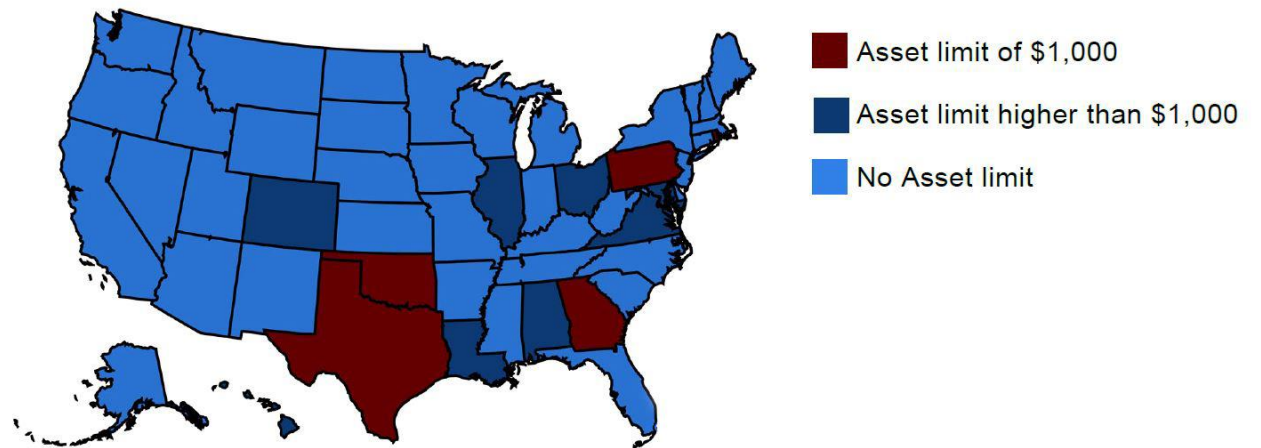 Asset limit of $1,000
Asset limit higher than $1,000
No Asset limit